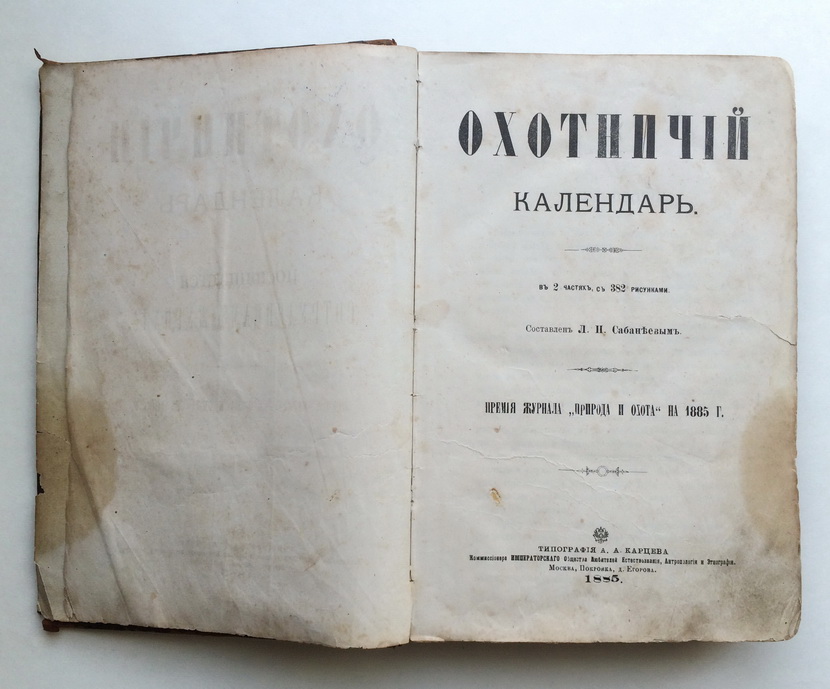 ОХОТНИЧІЙ
КАЛЕНДАРЬ.
ВЪ 2 ЧАСТЯХЪ, СЪ 382 РИСУНКАМИ.
Составленъ Л. П. Сабанѣевымъ.
ПРЕМІЯ ЖУРНАЛА „ПРИРОДА И ОХОТА“ НА 1885 Г.
ТИПОГРАФІЯ А. А. КАРЦЕВА
Коммиссіонера ИМПЕРАТОРСКАГО Общества Любителей Естествознанія, Антропологіи и Этнографіи.
Москва, Покровка, д. Егорова.
1885.